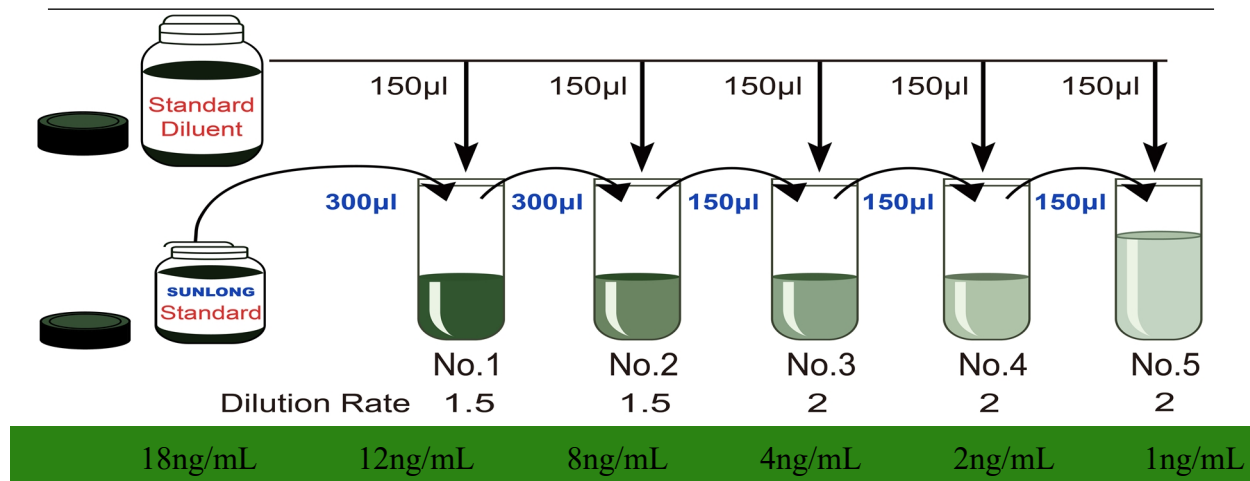 150μl 150μl 150μl 150μl 150μl
Standard
Diluent
300μl 300μl 150μl 150μl 150μl
SUNLONG
Standard
No.1 No.2 No.3 No.4 No.5
Dilution Rate 1.5 1.5 2 2 2
18ng/mL 12ng/mL 8ng/mL 4ng/mL 2ng/mL 1ng/mL